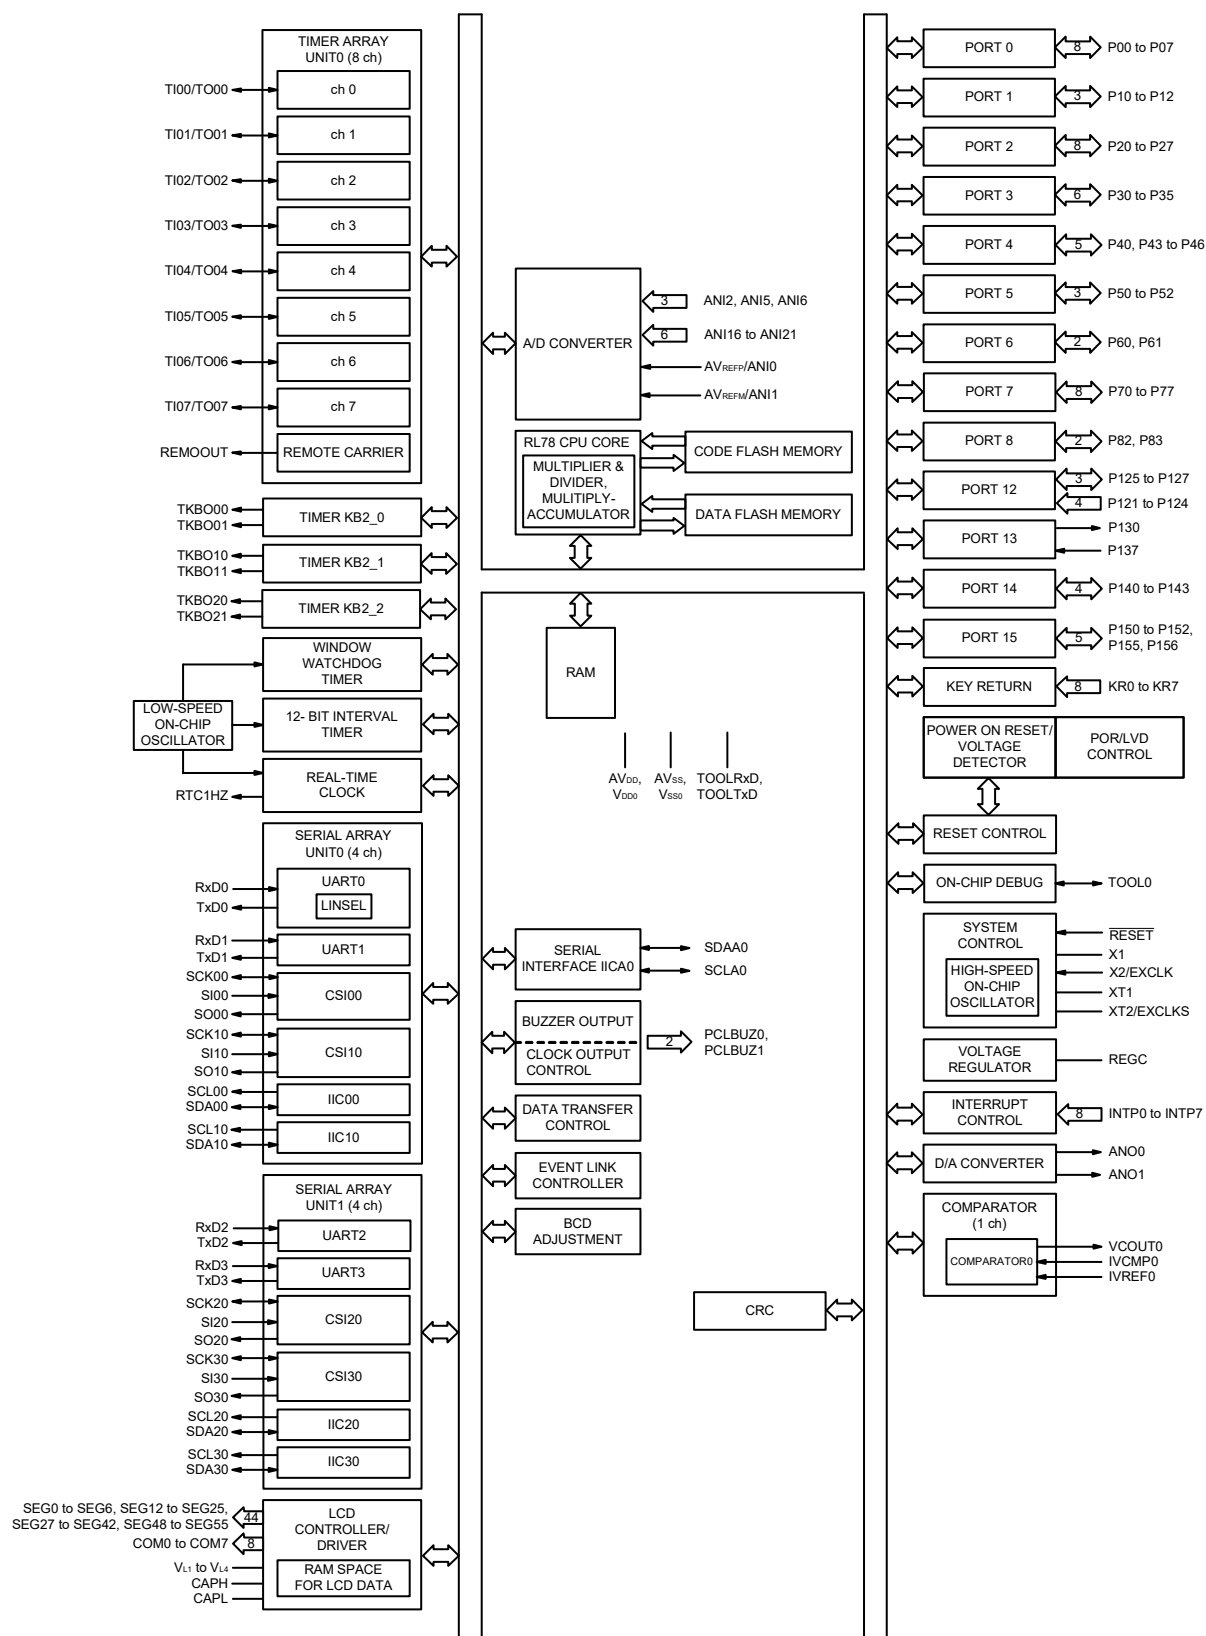 TIMER ARRAY
UNIT0 (8 ch)
TI00/TO00
ch 0
TI01/TO01
ch 1
TI02/TO02
ch 2
TI03/TO03
ch 3
TI04/TO04
ch 4
TI05/TO05
ch 5
TI06/TO06
ch 6
TI07/TO07
ch 7
REMOOUT
REMOTE CARRIER
TKBO00
TKBO01
TIMER KB2_0
TKBO10
TKBO11
TIMER KB2_1
TKBO20
TKBO21
TIMER KB2_2
WINDOW
WATCHDOG
TIMER
LOW-SPEED
ON-CHIP
OSCILLATOR
12- BIT INTERVAL
TIMER
REAL-TIME
CLOCK
RTC1HZ
SERIAL ARRAY
UNIT0 (4 ch)
UART0
LINSEL
RxD0
TxD0
RxD1
TxD1
UART1
SCK00
SI00
SO00
CSI00
SCK10
SI10
SO10
CSI10
SCL00
SDA00
IIC00
SCL10
SDA10
IIC10
SERIAL ARRAY
UNIT1 (4 ch)
RxD2
TxD2
UART2
RxD3
TxD3
UART3
SCK20
SI20
SO20
CSI20
SCK30
SI30
SO30
CSI30
SCL20
SDA20
IIC20
SCL30
SDA30
IIC30
SEG0 to SEG6, SEG12 to SEG25,
SEG27 to SEG42, SEG48 to SEG55
44
COM0 to COM7
8
VL1 to VL4
CAPH
CAPL
LCD
CONTROLLER/
DRIVER
RAM SPACE
FOR LCD DATA
A/D CONVERTER
3
ANI2, ANI5, ANI6
6
ANI16 to ANI21
AVREFP/ANI0
AVREFM/ANI1
RL78 CPU CORE
MULTIPLIER &
DIVIDER,
MULITIPLY-
ACCUMULATOR
CODE FLASH MEMORY
DATA FLASH MEMORY
RAM
AVDD,
VDD0
AVSS,
VSS0
TOOLRxD,
TOOLTxD
SERIAL
INTERFACE IICA0
SDAA0
SCLA0
BUZZER OUTPUT
CLOCK OUTPUT
CONTROL
2
PCLBUZ0,
PCLBUZ1
DATA TRANSFER
CONTROL
EVENT LINK
CONTROLLER
BCD
ADJUSTMENT
CRC
PORT 0
8
P00 to P07
PORT 1
3
P10 to P12
PORT 2
8
P20 to P27
PORT 3
6
P30 to P35
PORT 4
5
P40, P43 to P46
PORT 5
3
P50 to P52
PORT 6
2
P60, P61
PORT 7
8
P70 to P77
PORT 8
2
P82, P83
PORT 12
3
P125 to P127
4
P121 to P124
PORT 13
P130
P137
PORT 14
4
P140 to P143
PORT 15
5
P150 to P152,
P155, P156
KEY RETURN
8
KR0 to KR7
POWER ON RESET/
VOLTAGE
DETECTOR
POR/LVD
CONTROL
RESET CONTROL
ON-CHIP DEBUG
TOOL0
SYSTEM
CONTROL
HIGH-SPEED
ON-CHIP
OSCILLATOR
RESET
X1
X2/EXCLK
XT1
XT2/EXCLKS
VOLTAGE
REGULATOR
REGC
INTERRUPT
CONTROL
8
INTP0 to INTP7
D/A CONVERTER
ANO0
ANO1
COMPARATOR
(1 ch)
COMPARATOR0
VCOUT0
IVCMP0
IVREF0